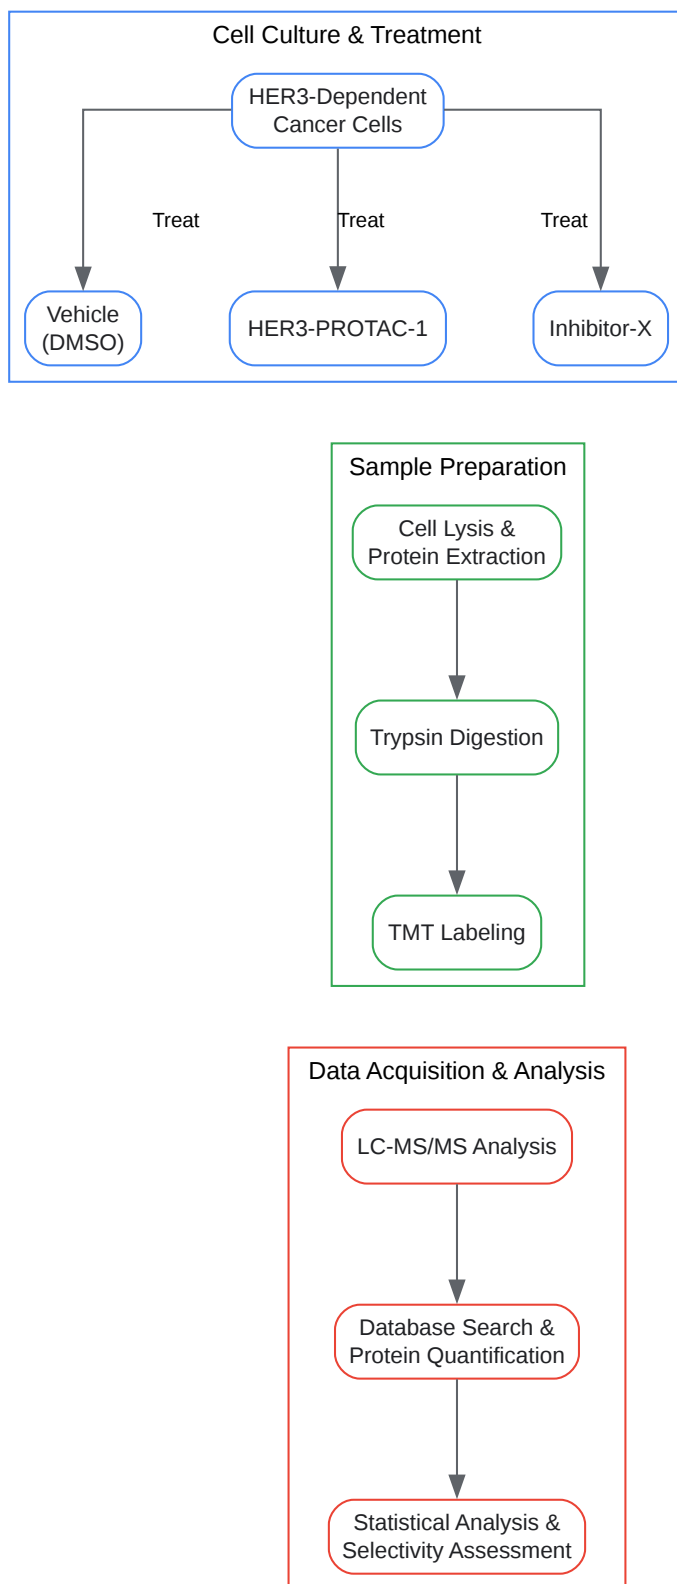 Cell Culture & Treatment
HER3-Dependent
Cancer Cells
Treat
Treat
Treat
Vehicle
(DMSO)
HER3-PROTAC-1
Inhibitor-X
Sample Preparation
Cell Lysis &
Protein Extraction
Trypsin Digestion
TMT Labeling
Data Acquisition & Analysis
LC-MS/MS Analysis
Database Search &
Protein Quantification
Statistical Analysis &
Selectivity Assessment